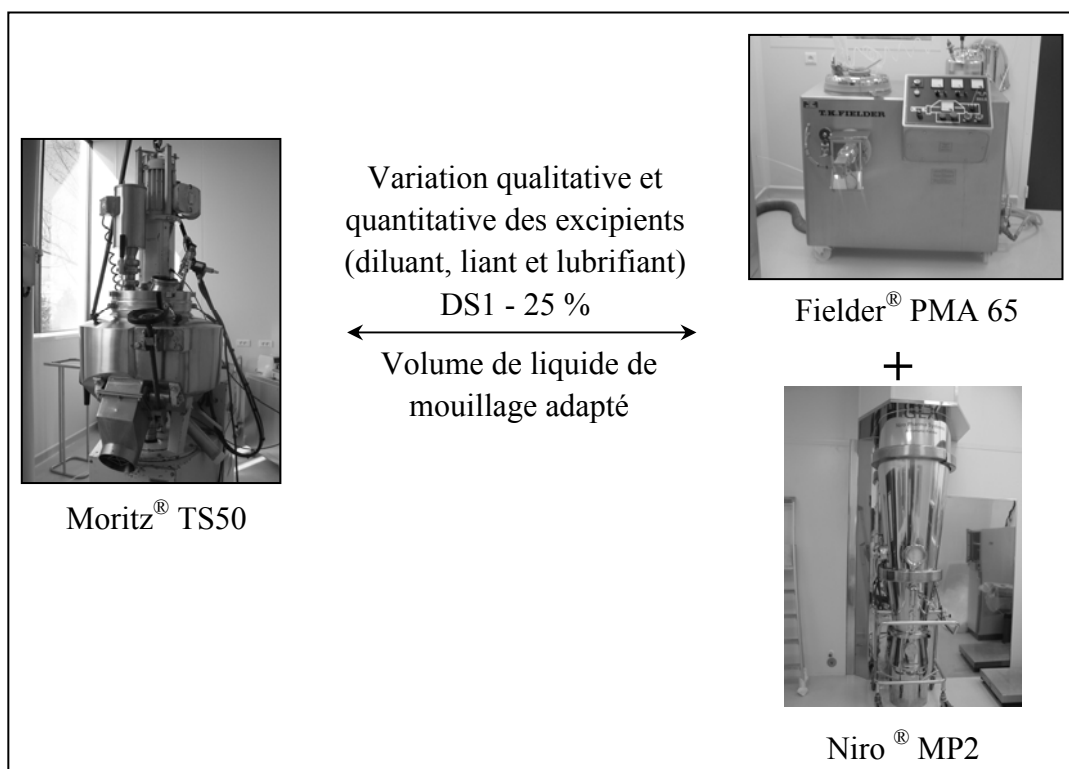 T.K.FIELDER
Variation qualitative et
quantitative des excipients
(diluant, liant et lubrifiant)
DS1 - 25 %
Volume de liquide de
mouillage adapté
Moritz® TS50
Fielder® PMA 65
+
Niro ® MP2